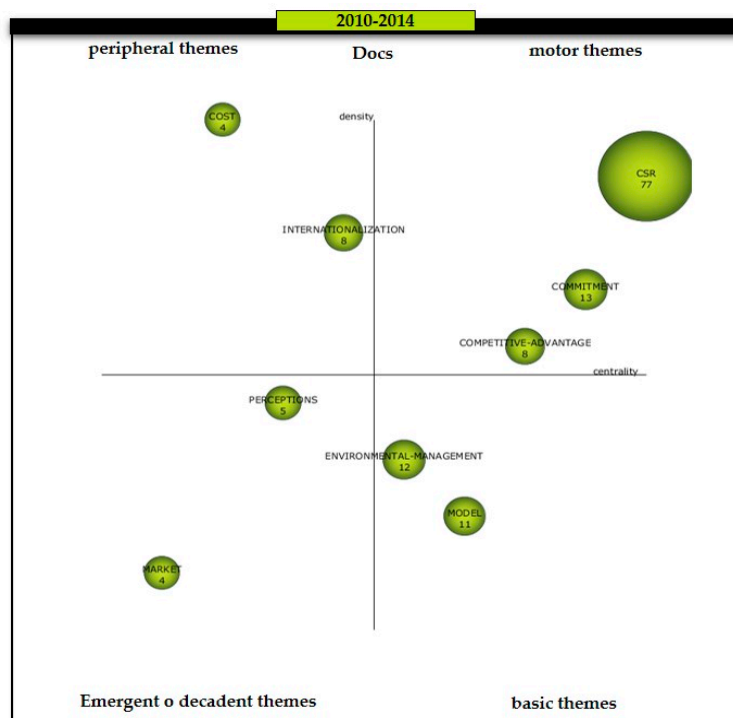 2010-2014
peripheral themes
Docs
motor themes
COST
4
density
CSR
77
INTERNATIONALIZATION
8
COMMITMENT
13
COMPETITIVE-ADVANTAGE
8
centrality
PERCEPTIONS
5
ENVIRONMENTAL-MANAGEMENT
12
MODEL
11
MARKET
4
Emergent o decadent themes
basic themes